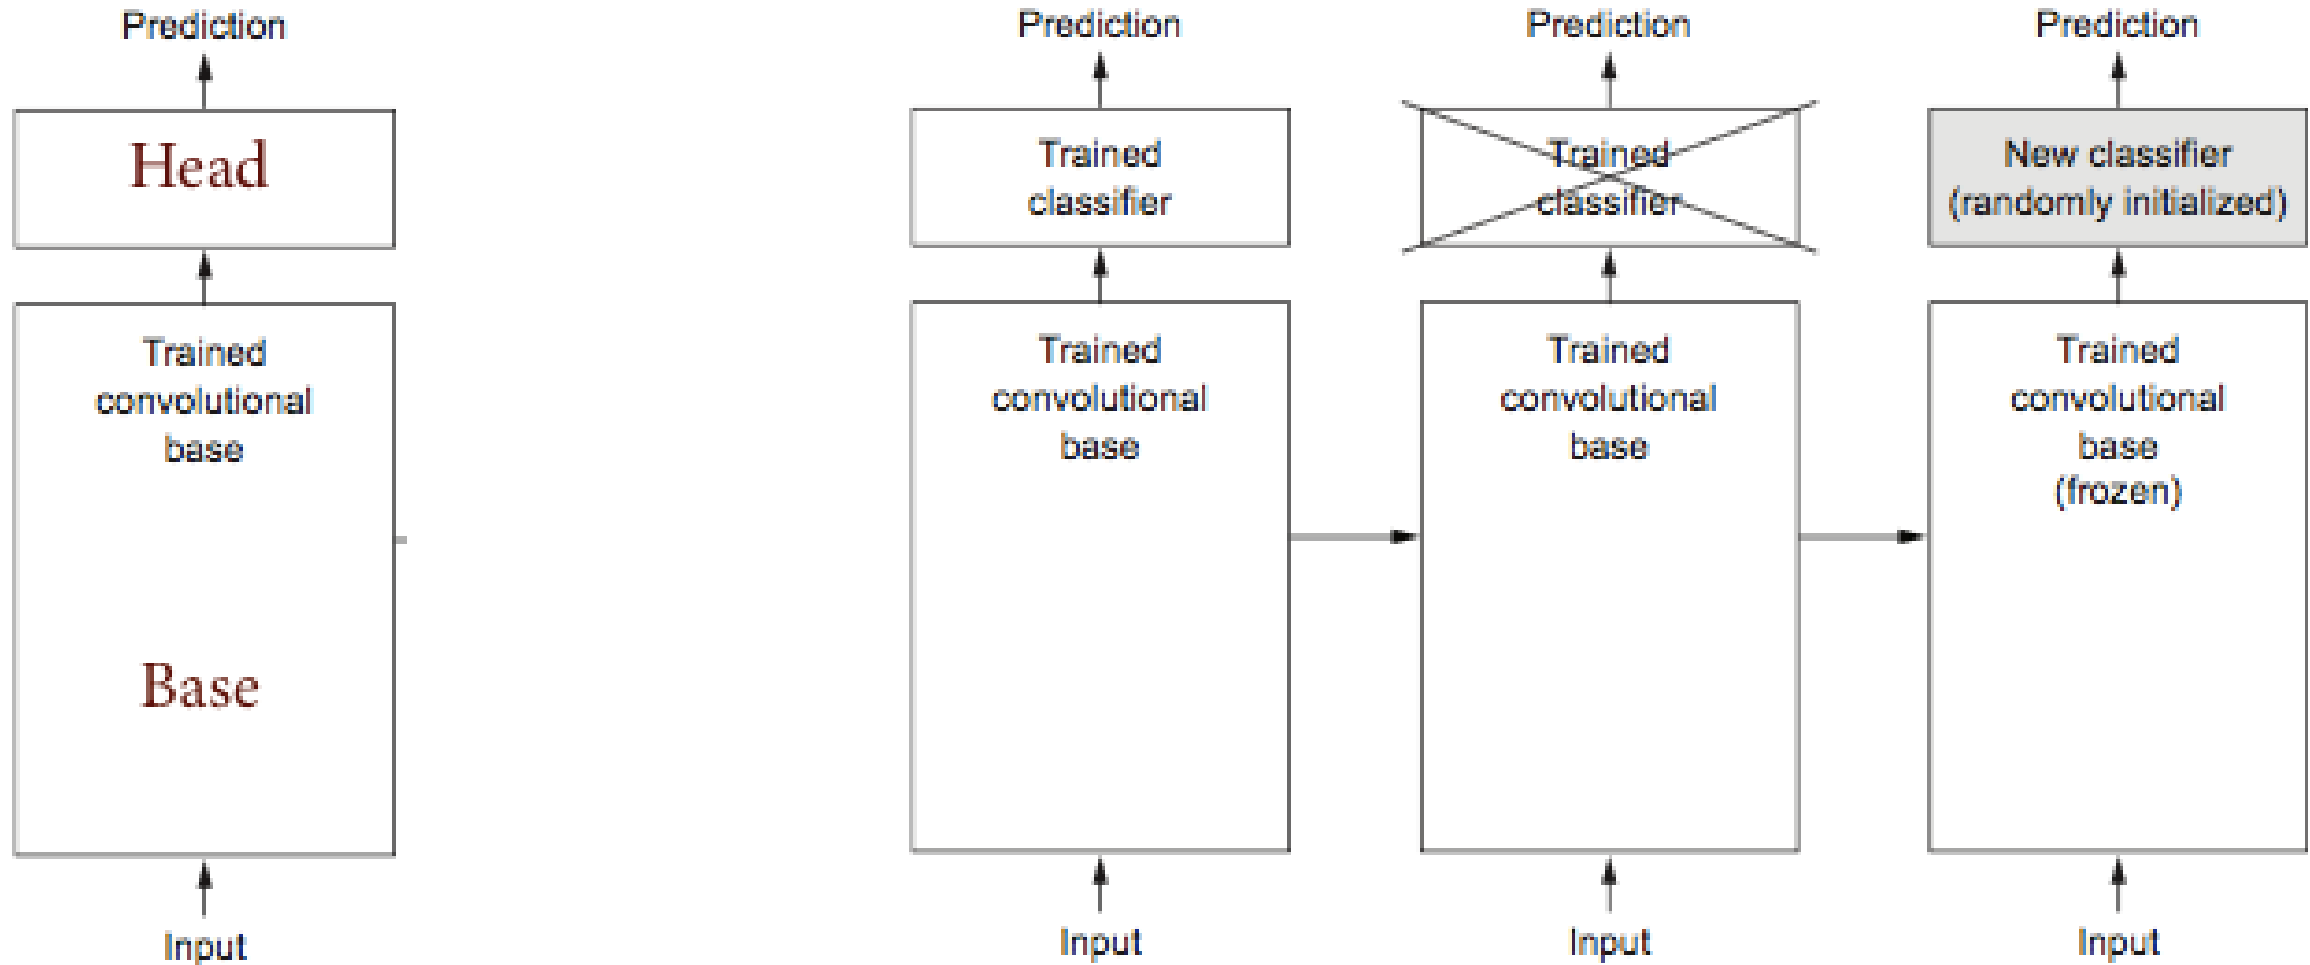 Prediction
Head
Trained
convolutional
base
Base
Input
Prediction
Trained
classifier
Trained
convolutional
base
Input
Prediction
Trained
classifier
Trained
convolutional
base
Input
Prediction
New classifier
(randomly initialized)
Trained
convolutional
base
(frozen)
Input